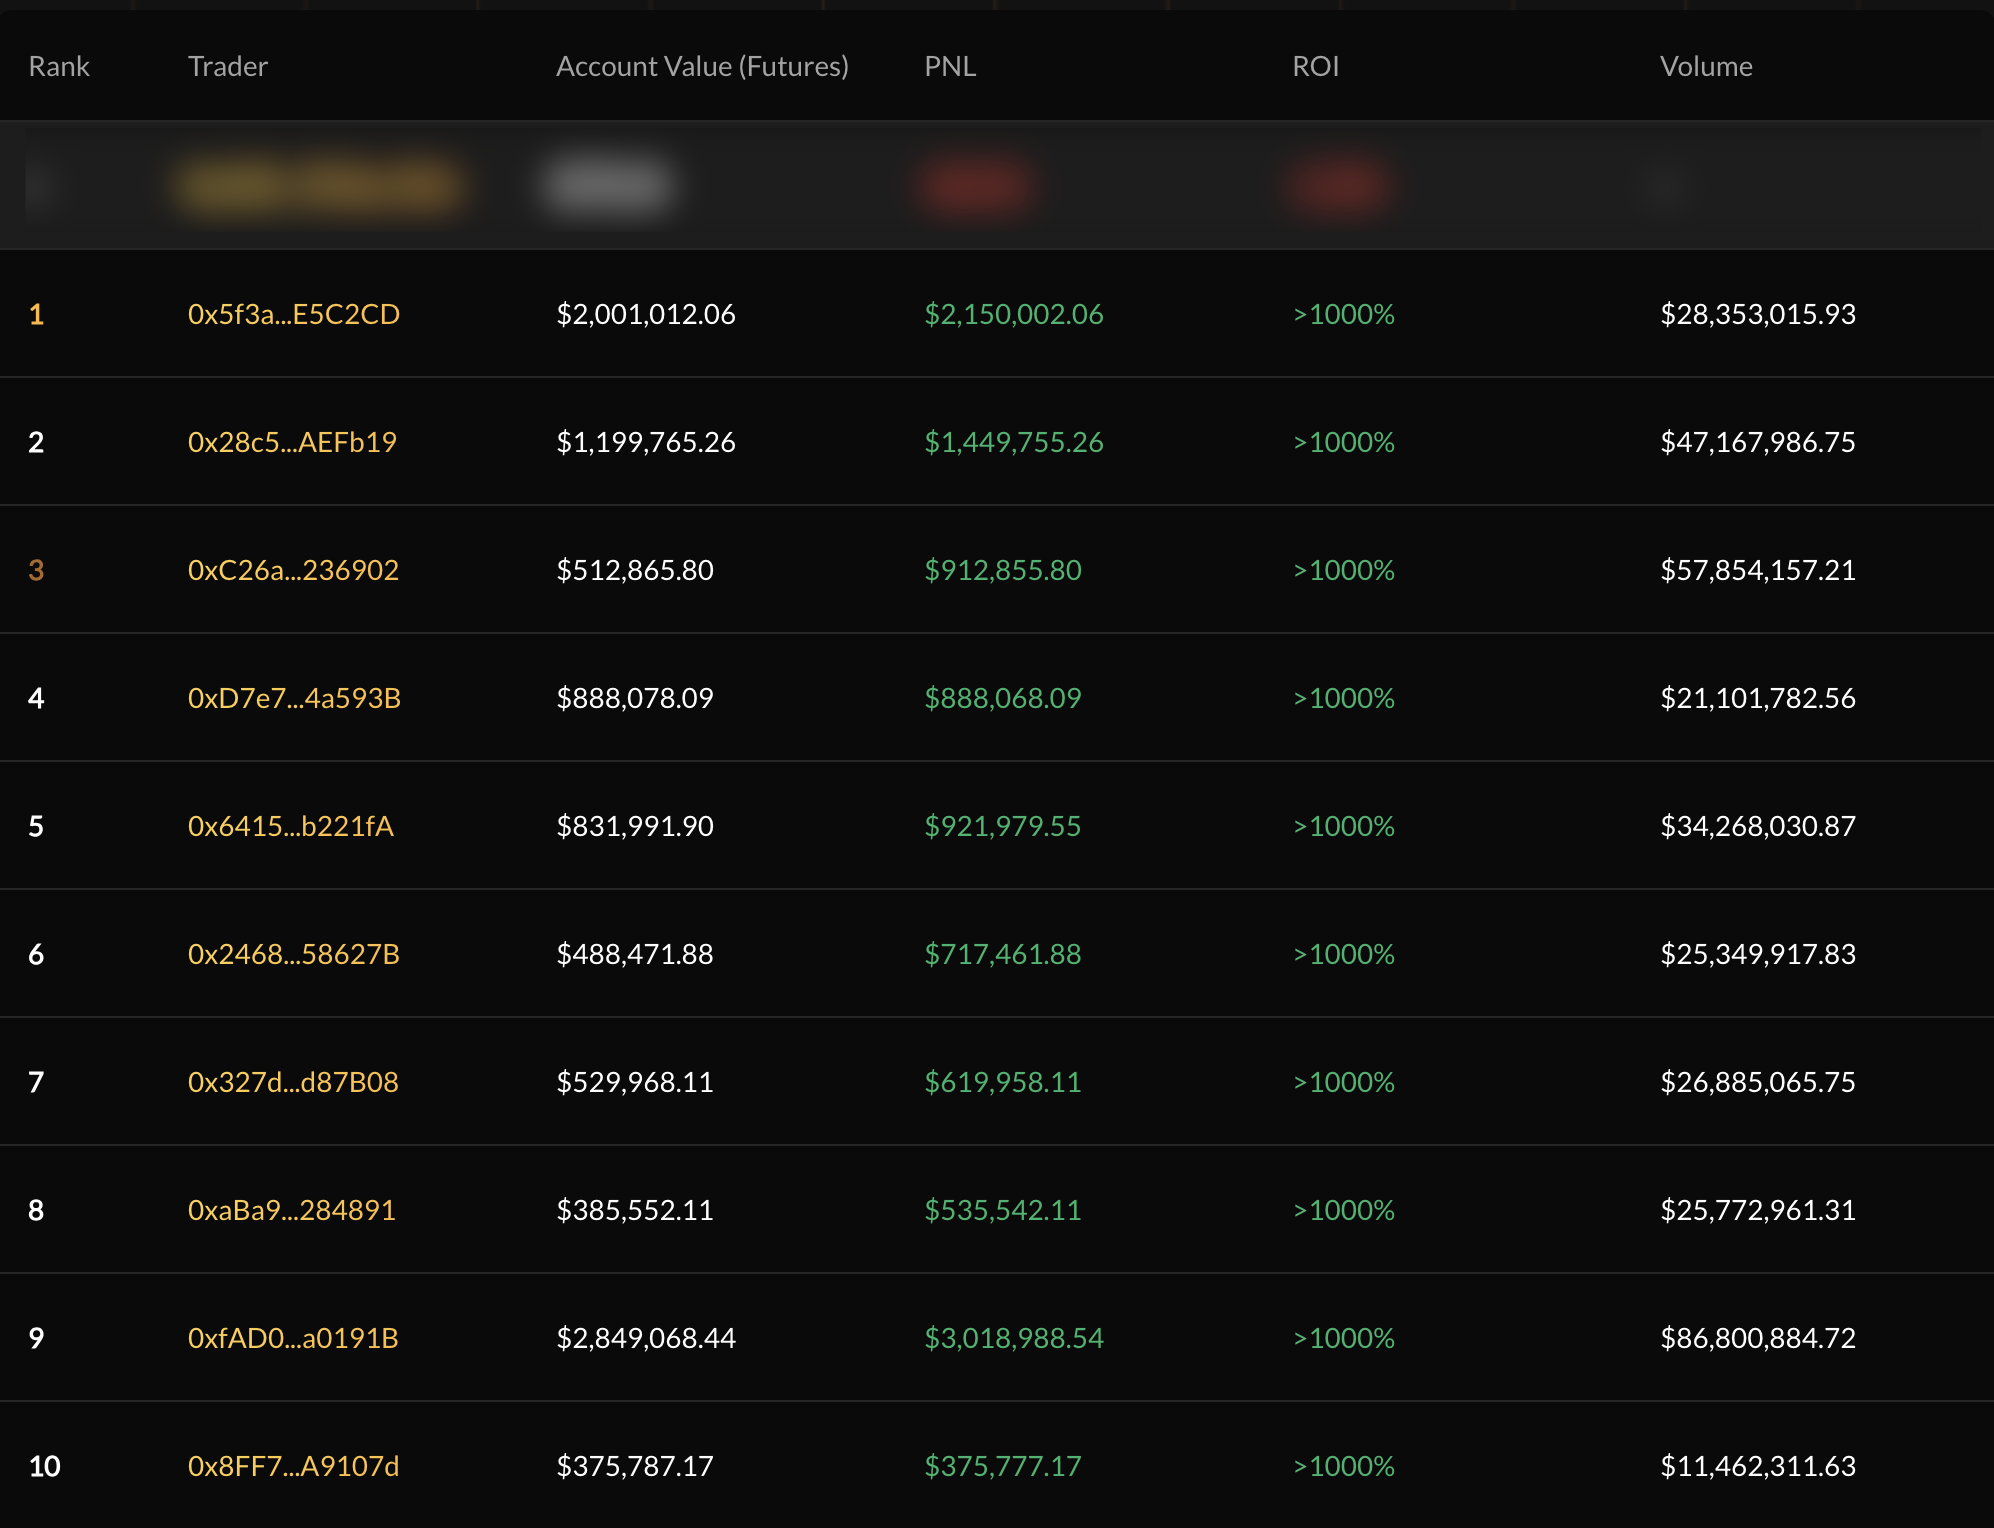 Rank Trader Account Value (Futures) PNL ROI Volume
1 0x5f3a...E5C2CD $2,001,012.06 $2,150,002.06 >1000% $28,353,015.93
2 0x28c5...AEFb19 $1,199,765.26 $1,449,755.26 >1000% $47,167,986.75
3 0xC26a...236902 $512,865.80 $912,855.80 >1000% $57,854,157.21
4 0xD7e7...4a593B $888,078.09 $888,068.09 >1000% $21,101,782.56
5 0x6415...b221fA $831,991.90 $921,979.55 >1000% $34,268,030.87
6 0x2468...58627B $488,471.88 $717,461.88 >1000% $25,349,917.83
7 0x327d...d87B08 $529,968.11 $619,958.11 >1000% $26,885,065.75
8 0xaBa9...284891 $385,552.11 $535,542.11 >1000% $25,772,961.31
9 0xfAD0...a0191B $2,849,068.44 $3,018,988.54 >1000% $86,800,884.72
10 0x8FF7...A9107d $375,787.17 $375,777.17 >1000% $11,462,311.63